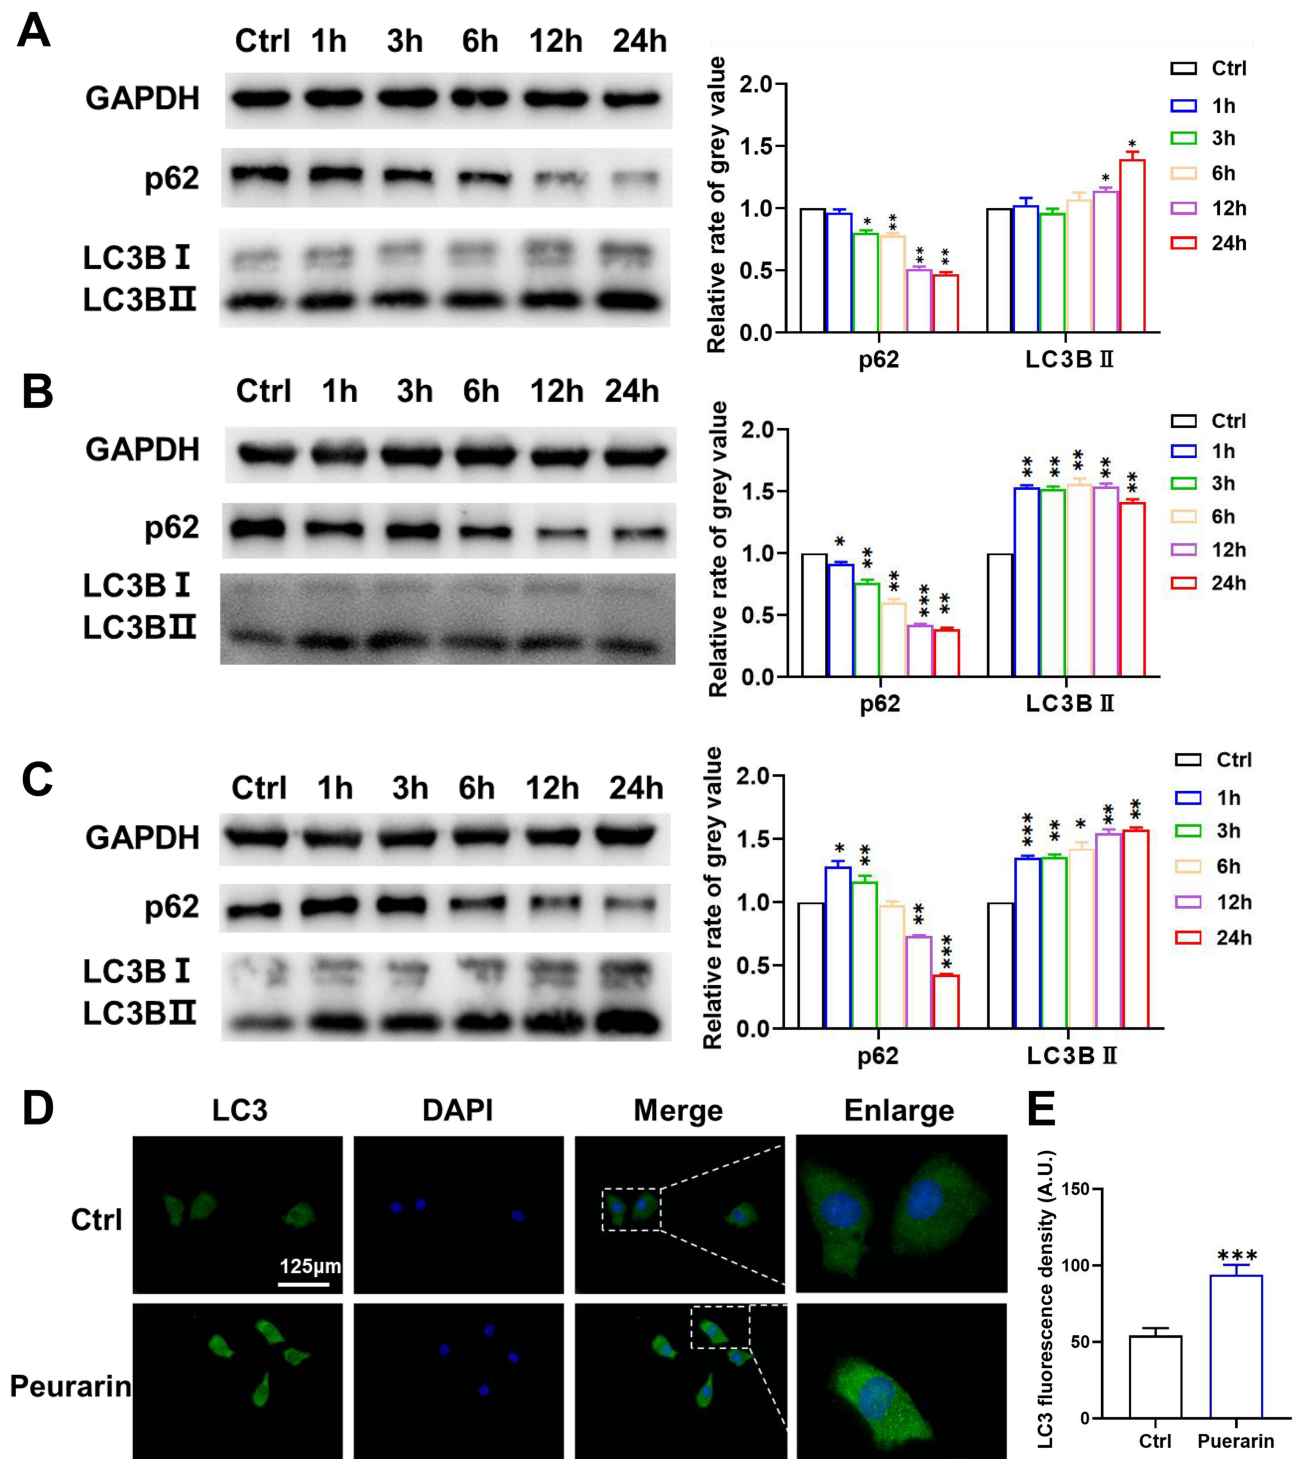 A
Ctrl 1h 3h 6h 12h 24h
GAPDH
p62
LC3B Ⅰ
LC3BⅡ
Relative rate of grey value
2.0
1.5
1.0
0.5
0.0
* ** ** **
* *
p62 LC3B Ⅱ
Ctrl
1h
3h
6h
12h
24h
B
Ctrl 1h 3h 6h 12h 24h
GAPDH
p62
LC3B Ⅰ
LC3BⅡ
Relative rate of grey value
2.0
1.5
1.0
0.5
0.0
* ** ** *** **
** ** ** ** **
p62 LC3B Ⅱ
Ctrl
1h
3h
6h
12h
24h
C
Ctrl 1h 3h 6h 12h 24h
GAPDH
p62
LC3B Ⅰ
LC3BⅡ
Relative rate of grey value
2.0
1.5
1.0
0.5
0.0
* ** ** ***
*** ** * ** **
p62 LC3B Ⅱ
Ctrl
1h
3h
6h
12h
24h
D
LC3 DAPI Merge Enlarge
Ctrl
125μm
Peurarin
E
LC3 fluorescence density (A.U.)
150
100
50
0
***
Ctrl Puerarin